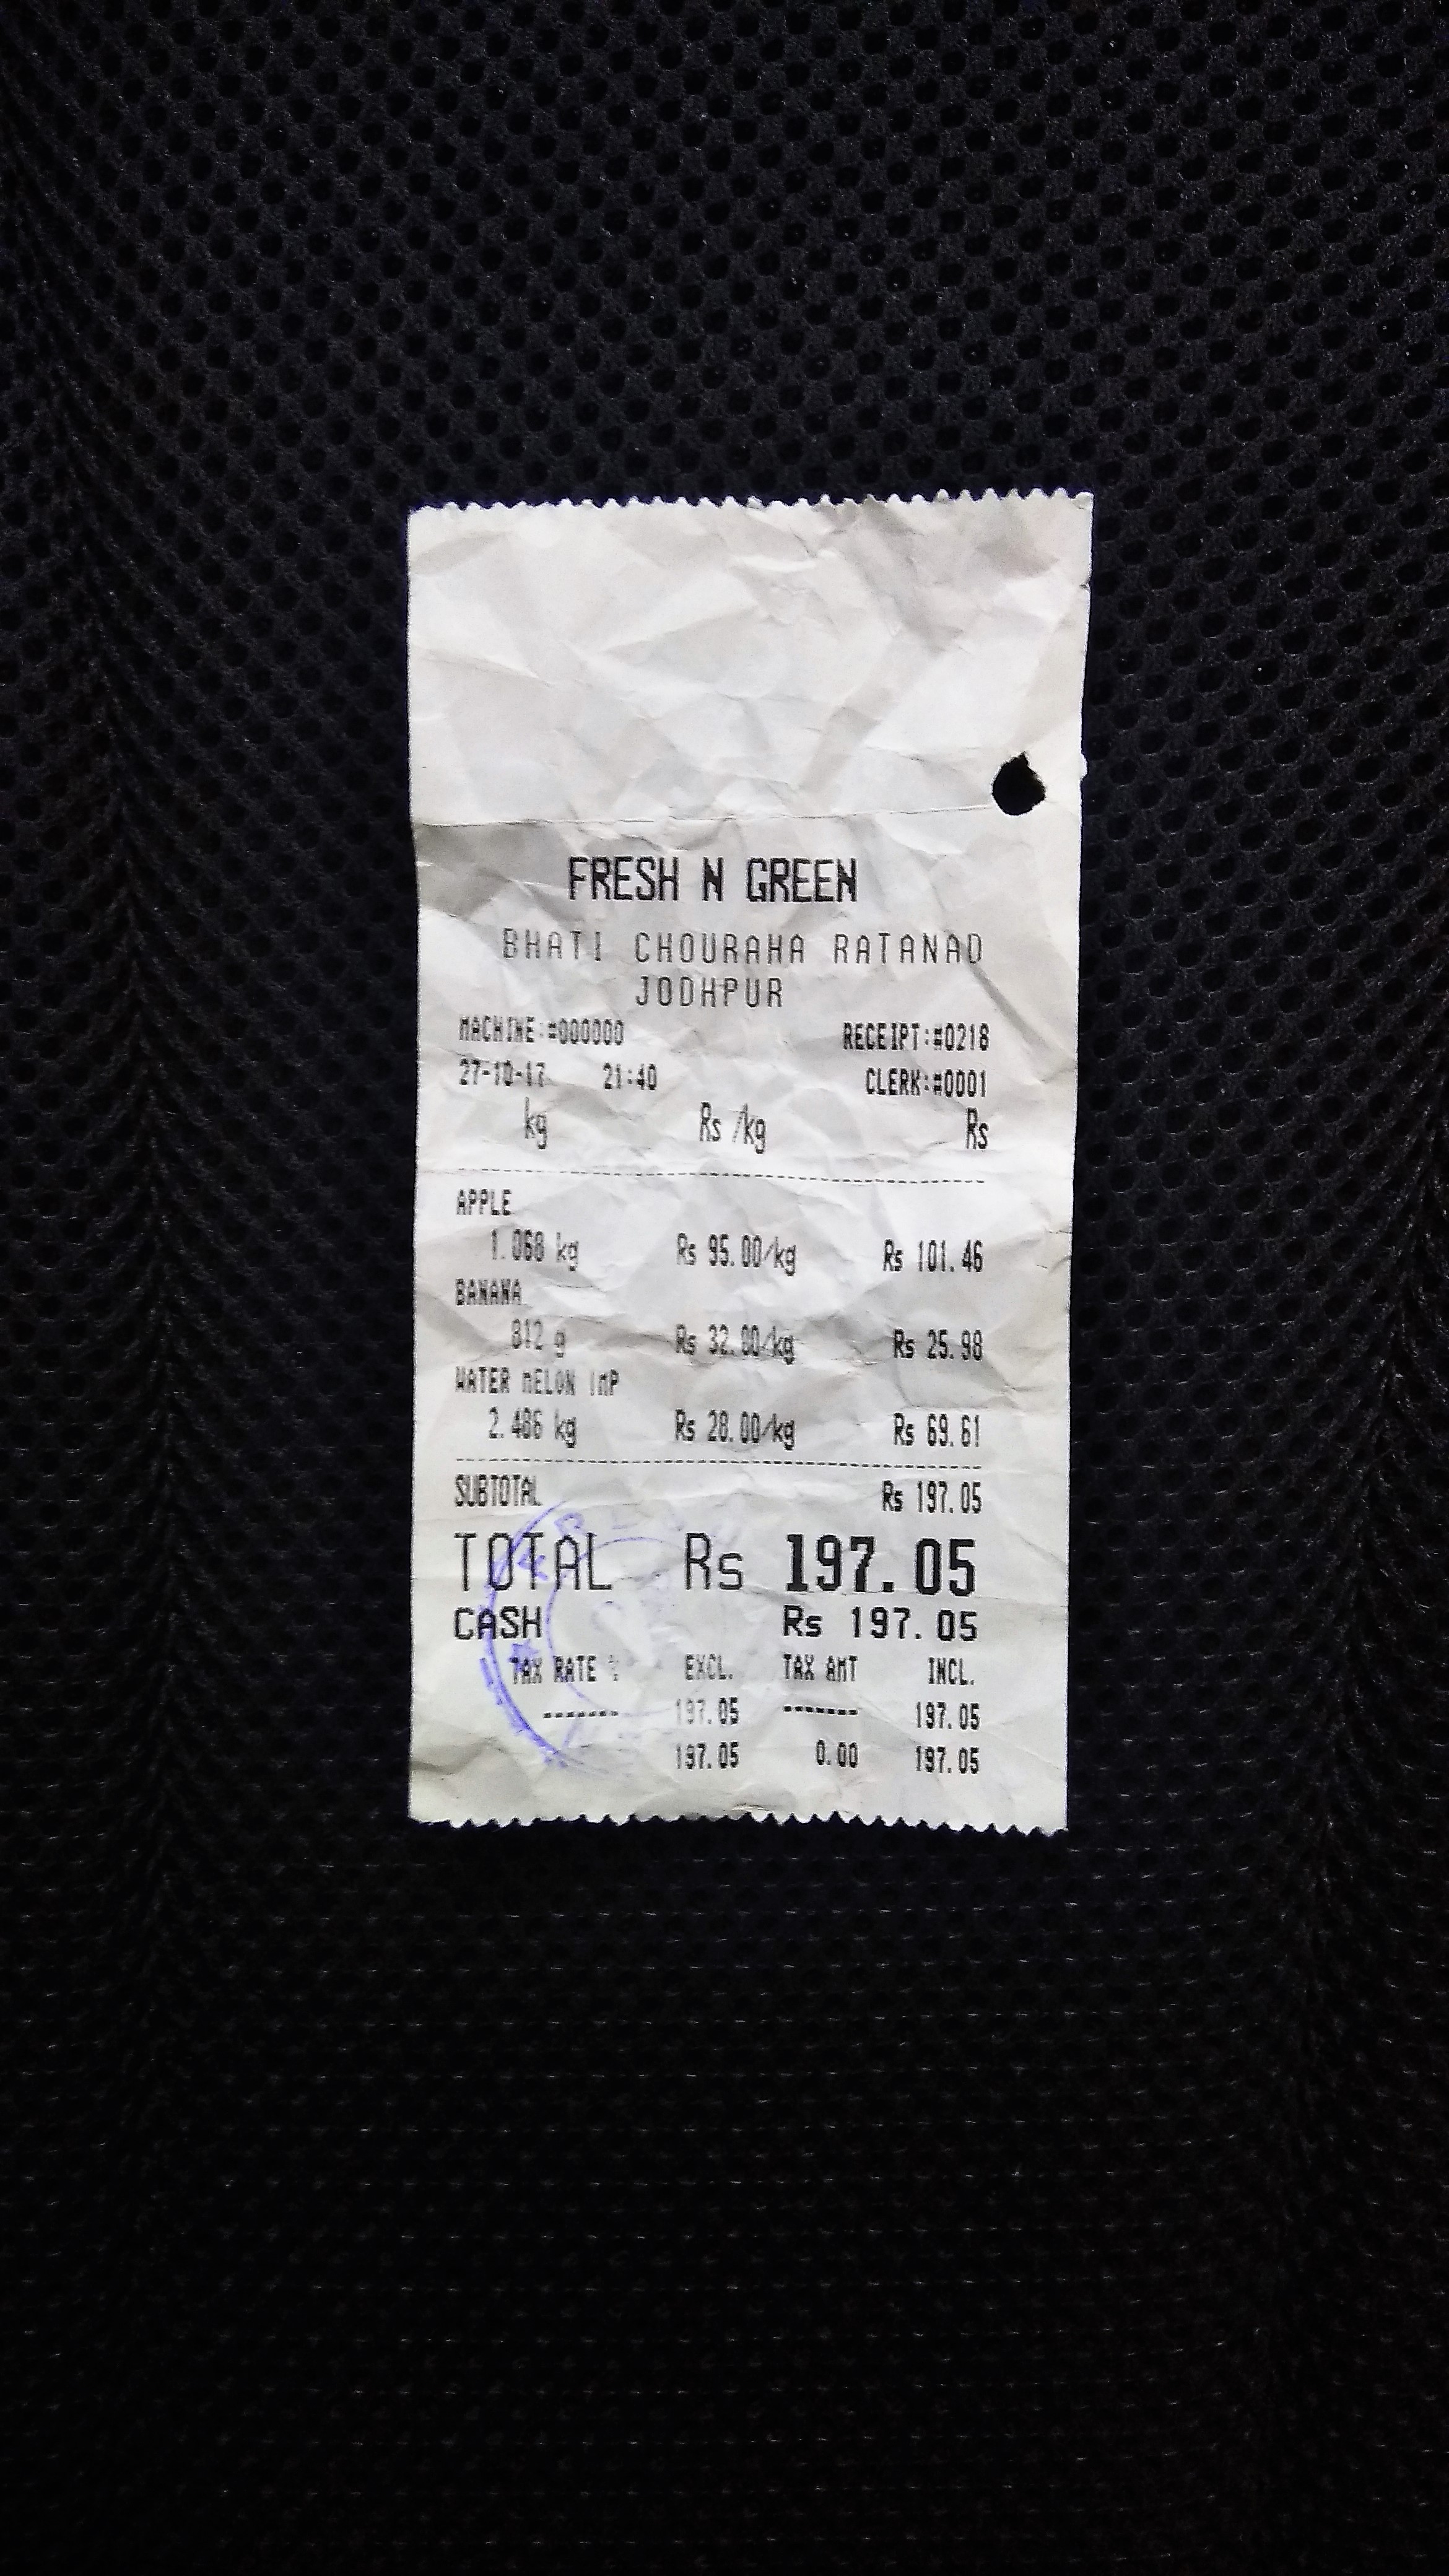 FRESH N GREEN
BHATI CHOURAHA RATANAD
JODHPUR
MACHINE:#000000 RECEIPT:#0218
27-10-17 21:40 CLERK:#0001
kg Rs /kg Rs
APPLE
1.068 kg Rs 95.00/kg Rs 101.46
BANANA
812 g Rs 32.00/kg Rs 25.98
WATER MELON IMP
2.486 kg Rs 28.00/kg Rs 69.61
SUBTOTAL Rs 197.05
TOTAL Rs 197.05
CASH Rs 197.05
TAX RATE % EXCL. TAX AMT INCL.
------- 197.05 ------- 197.05
197.05 0.00 197.05